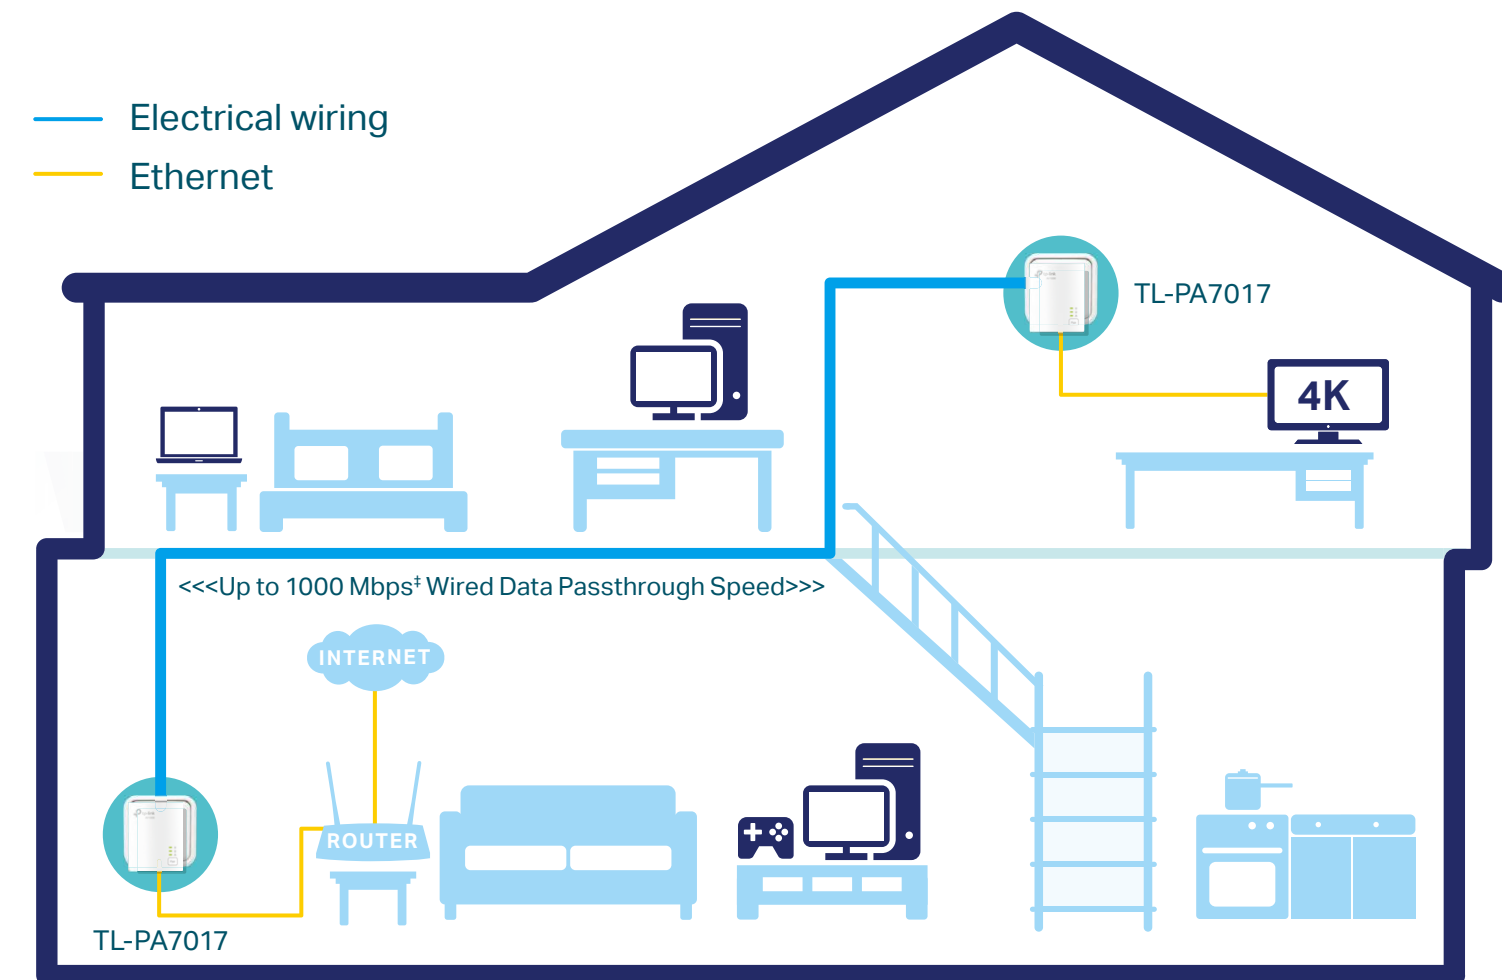 Electrical wiring
Ethernet
TL-PA7017
4K
<<<Up to 1000 Mbps‡ Wired Data Passthrough Speed>>>
INTERNET
ROUTER
TL-PA7017